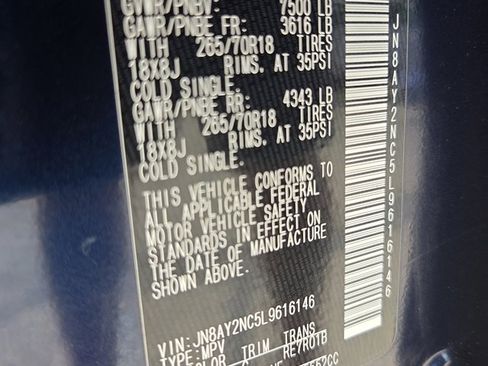 GVWR/PNBV: 7500 LB
GAWR/PNBE FR: 3616 LB
WITH 265/70R18 TIRES
18X8J RIMS, AT 35PSI
COLD SINGLE.
GAWR/PNBE RR: 4343 LB
WITH 265/70R18 TIRES
18X8J RIMS, AT 35PSI
COLD SINGLE.
THIS VEHICLE CONFORMS TO
ALL APPLICABLE FEDERAL
MOTOR VEHICLE SAFETY
STANDARDS IN EFFECT ON
THE DATE OF MANUFACTURE
SHOWN ABOVE.
VIN: JN8AY2NC5L9616146
TYPE: MPV
COLOR TRIM TRANS
RE7R01B
JN8AY2NC5L9616146